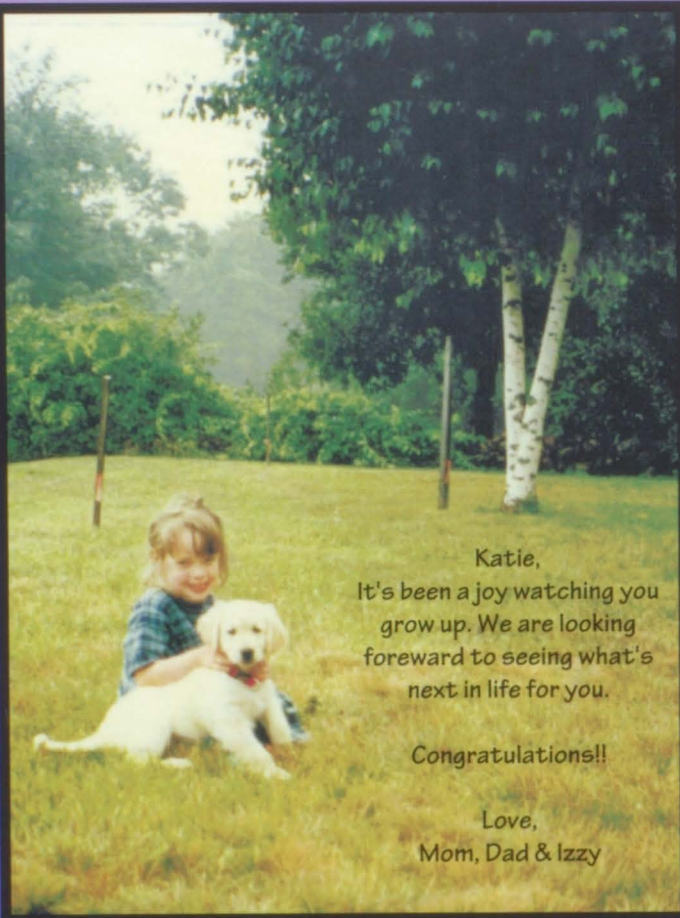 Katie,
It's been a joy watching you
grow up. We are looking
foreward to seeing what's
next in life for you.
Congratulations!!
Love,
Mom, Dad & Izzy